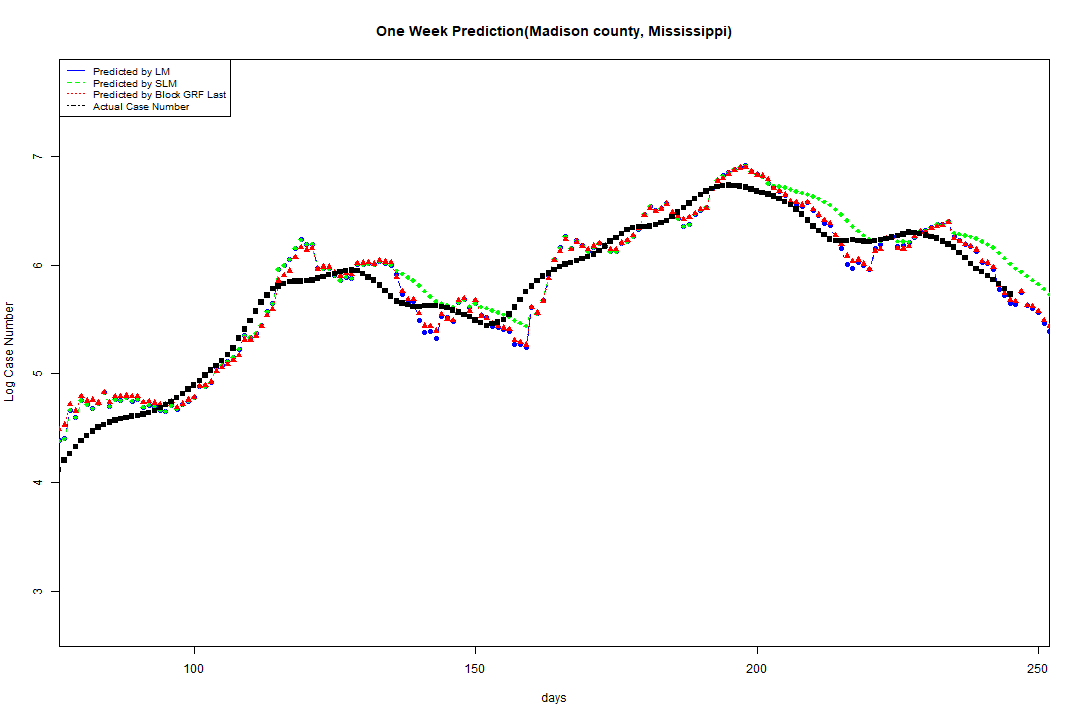 One Week Prediction(Madison county, Mississippi)
Predicted by LM
Predicted by SLM
Predicted by Block GRF Last
Actual Case Number
7
6
5
4
3
Log Case Number
100 150 200 250
days